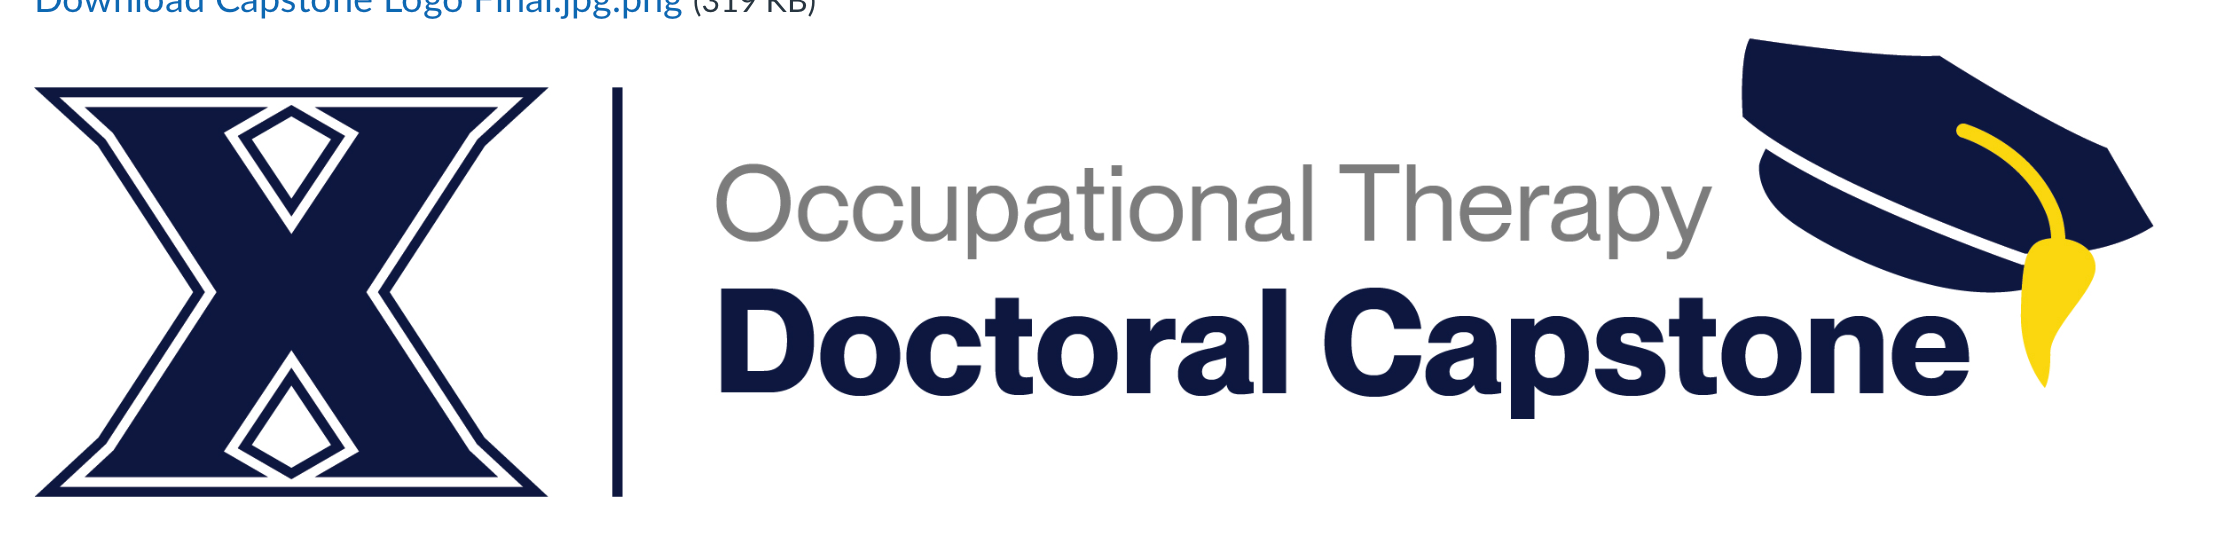 Download Capstone Logo Final.jpg.png (319 KB)
X
Occupational Therapy
Doctoral Capstone